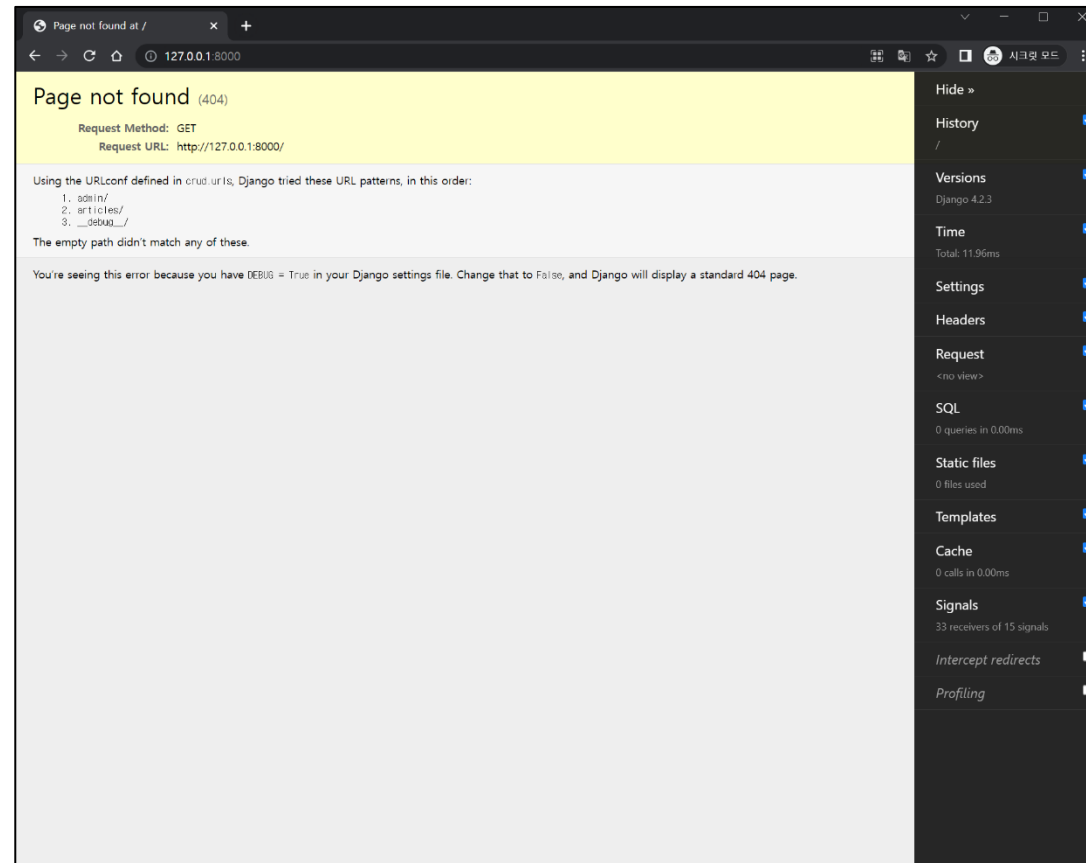 Page not found at /
127.0.0.1:8000
시크릿 모드
Page not found (404)
Request Method: GET
Request URL: http://127.0.0.1:8000/
Using the URLconf defined in crud.urls, Django tried these URL patterns, in this order:
1. admin/
2. articles/
3. __debug__/
The empty path didn't match any of these.
You're seeing this error because you have DEBUG = True in your Django settings file. Change that to False, and Django will display a standard 404 page.
Hide »
History
/
Versions
Django 4.2.3
Time
Total: 11.96ms
Settings
Headers
Request
<no view>
SQL
0 queries in 0.00ms
Static files
0 files used
Templates
Cache
0 calls in 0.00ms
Signals
33 receivers of 15 signals
Intercept redirects
Profiling